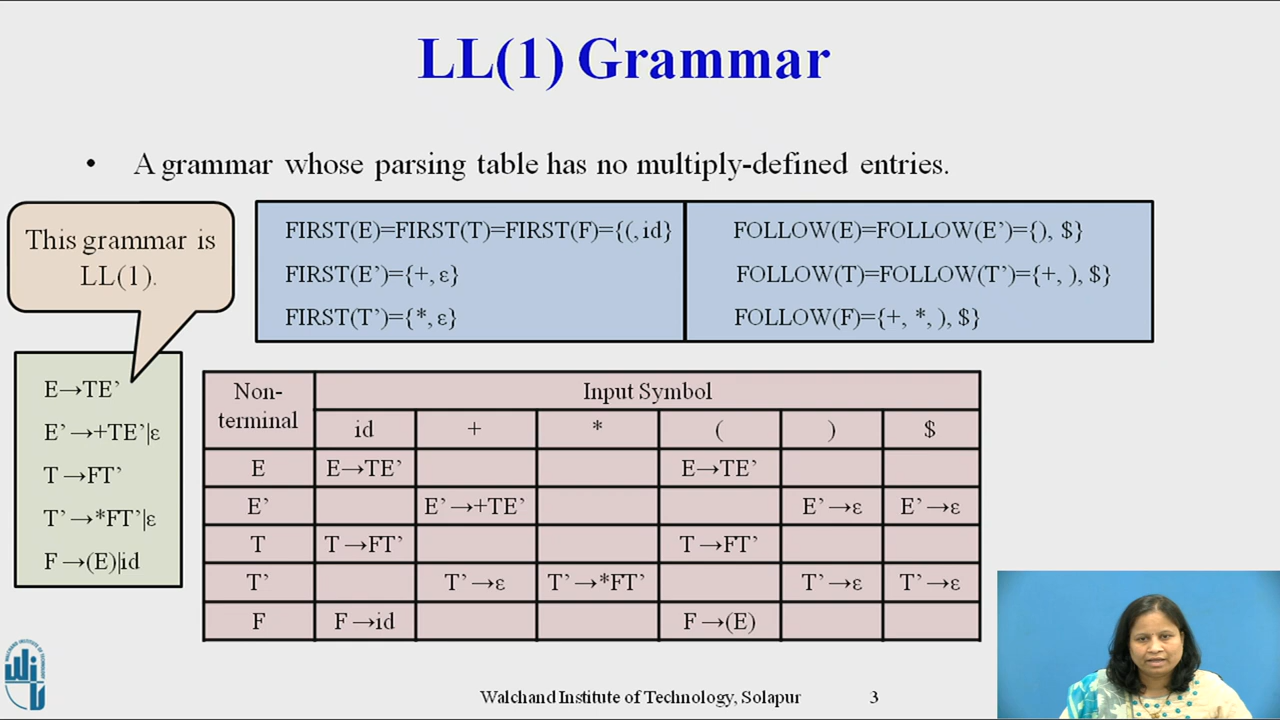 LL(1) Grammar
• A grammar whose parsing table has no multiply-defined entries.
This grammar is
LL(1).
FIRST(E)=FIRST(T)=FIRST(F)={(, id}
FIRST(E’)={+, ε}
FIRST(T’)={*, ε}
FOLLOW(E)=FOLLOW(E’)={), $}
FOLLOW(T)=FOLLOW(T’)={+, ), $}
FOLLOW(F)={+, *, ), $}
E→TE’
E’→+TE’|ε
T→FT’
T’→*FT’|ε
F→(E)|id
Non-
terminal
Input Symbol
id + * ( ) $
E E→TE’ E→TE’
E’ E’→+TE’ E’→ε E’→ε
T T→FT’ T→FT’
T’ T’→ε T’→*FT’ T’→ε T’→ε
F F→id F→(E)
Walchand Institute of Technology, Solapur 3